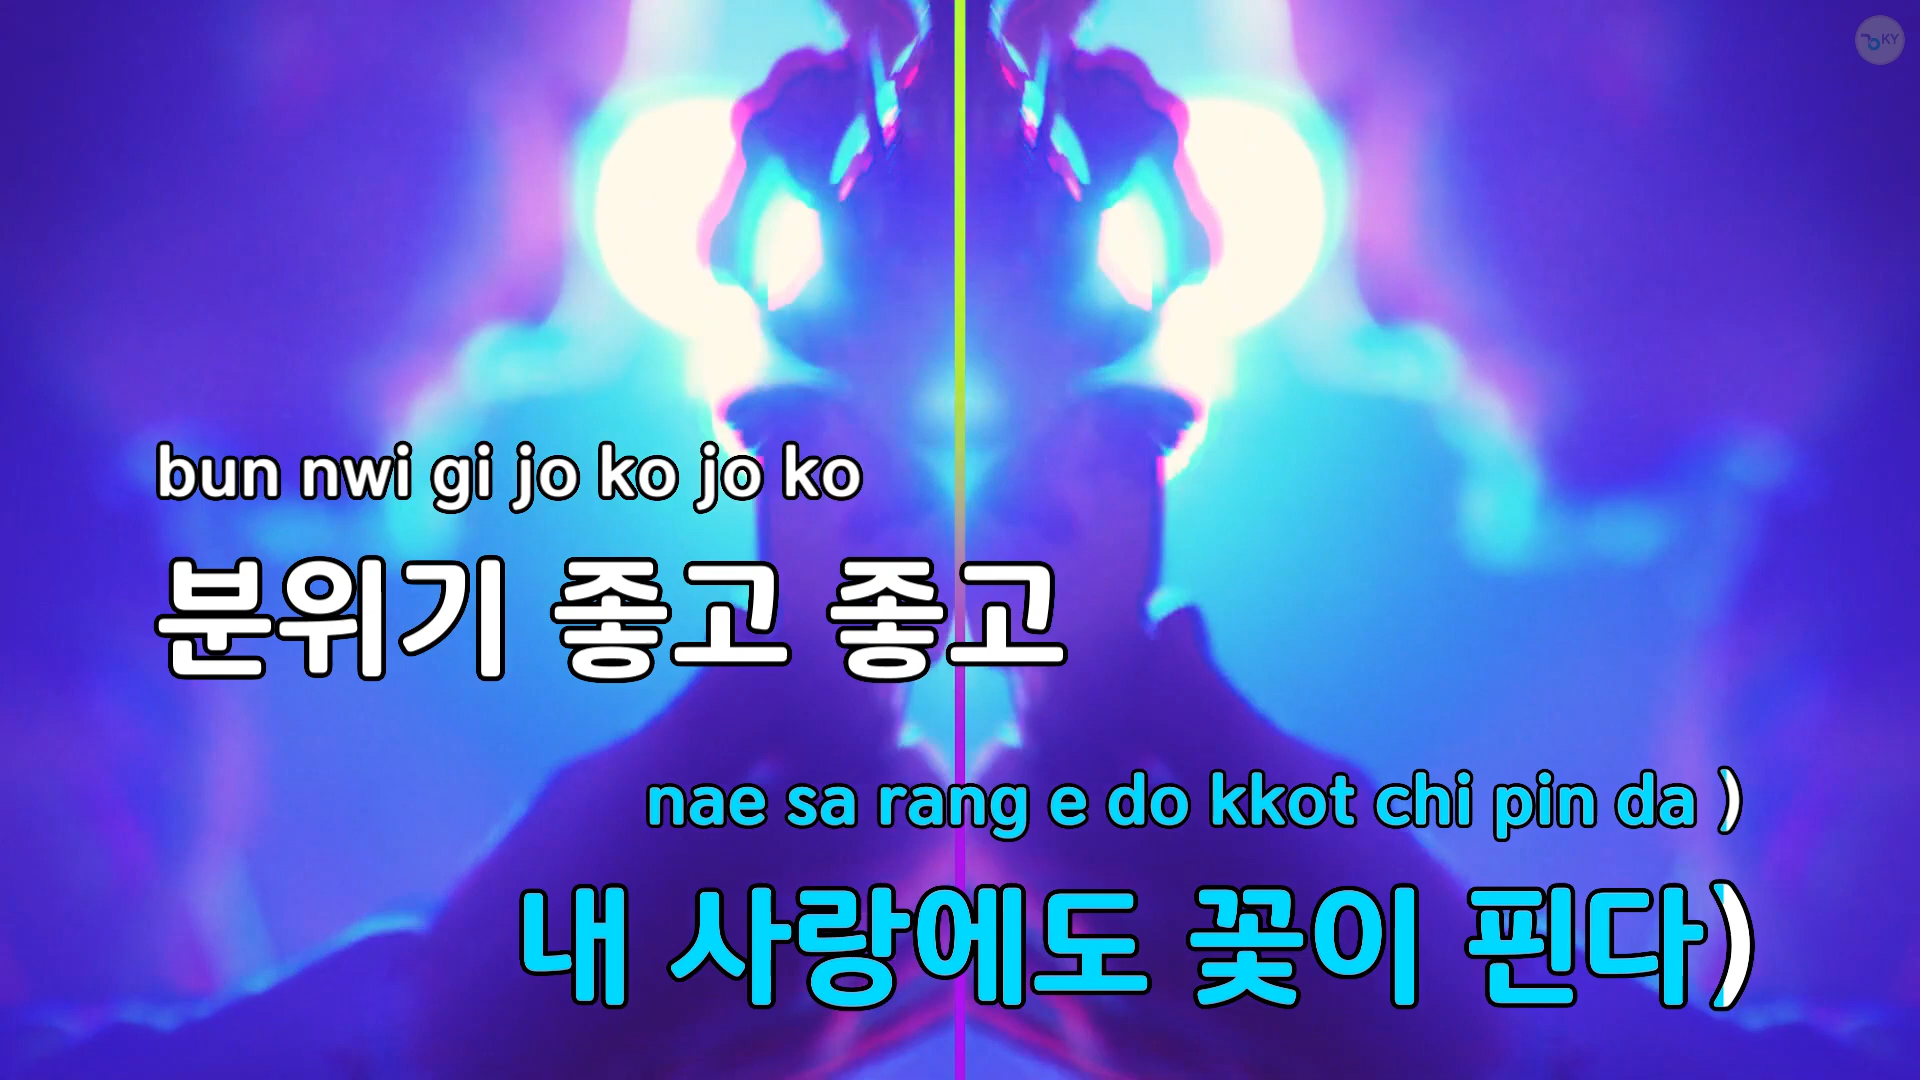 KY
bun nwi gi jo ko jo ko
분위기 좋고 좋고
nae sa rang e do kkot chi pin da )
내 사랑에도 꽃이 핀다)